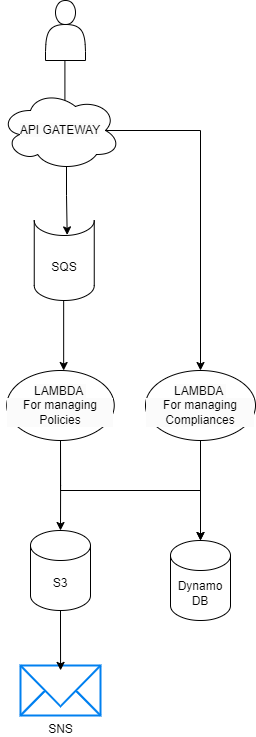 API GATEWAY
SQS
LAMBDA
For managing
Policies
LAMBDA
For managing
Compliances
S3
Dynamo
DB
SNS